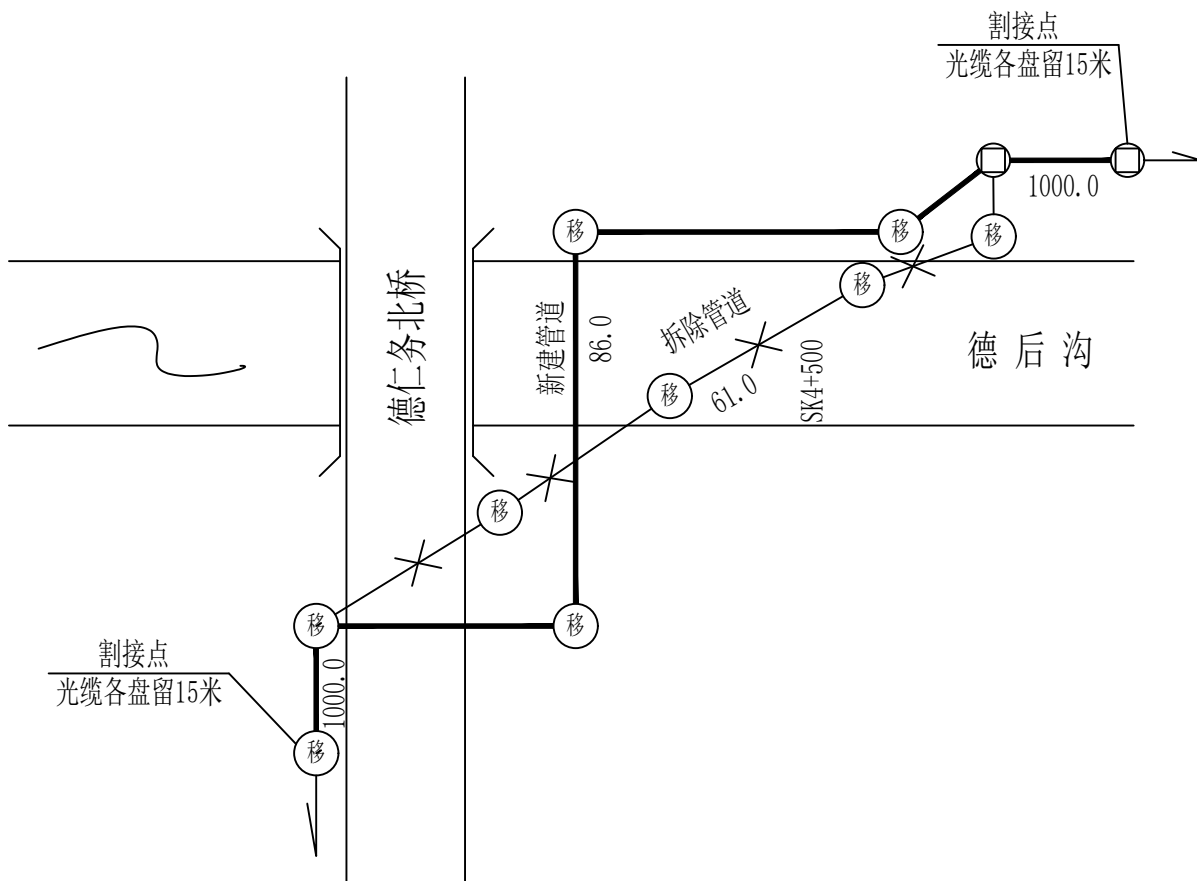 割接点
光缆各盘留15米
1000.0
移
移
移
移
德仁务北桥
新建管道
86.0
拆除管道
61.0
SK4+500
德后沟
移
移
移
移
割接点
光缆各盘留15米
1000.0
移